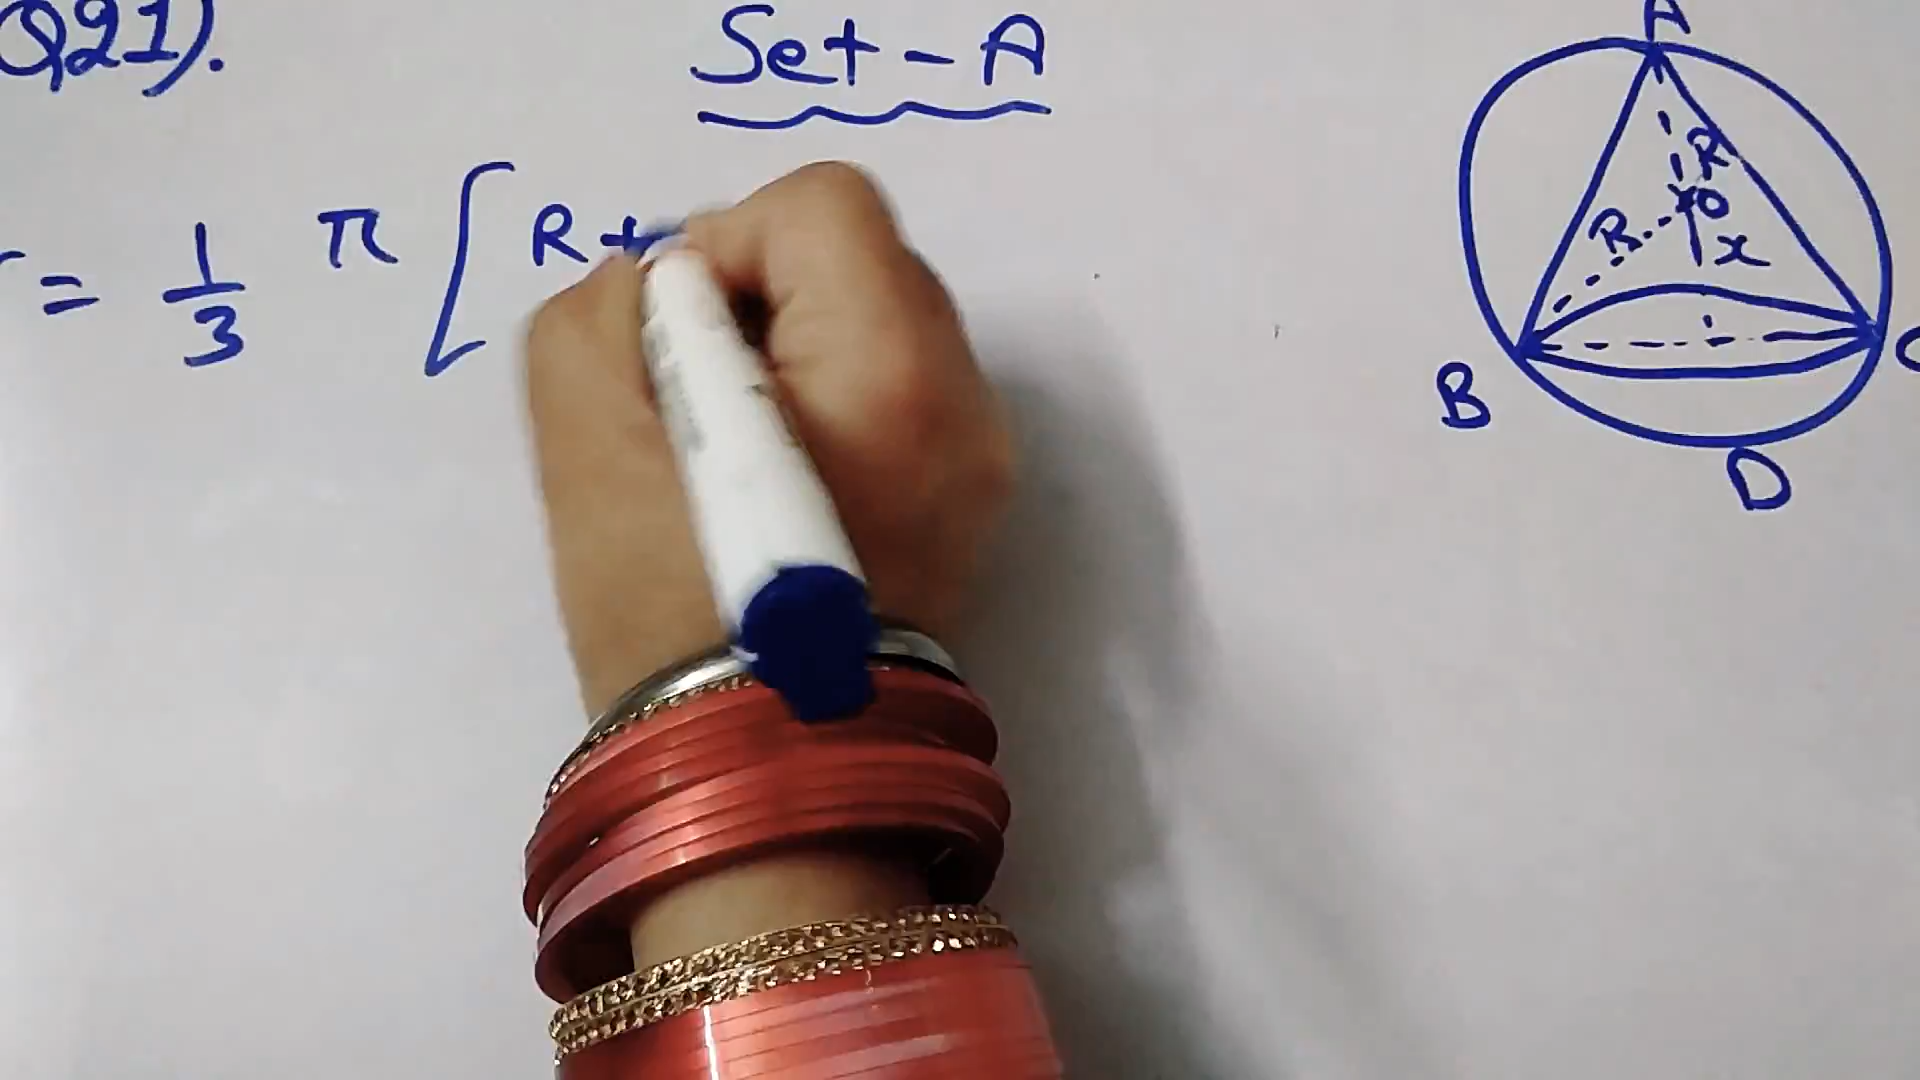 Q21).
Set - A
= 1/3 π [ R +
A
R
O
R
x
B
D